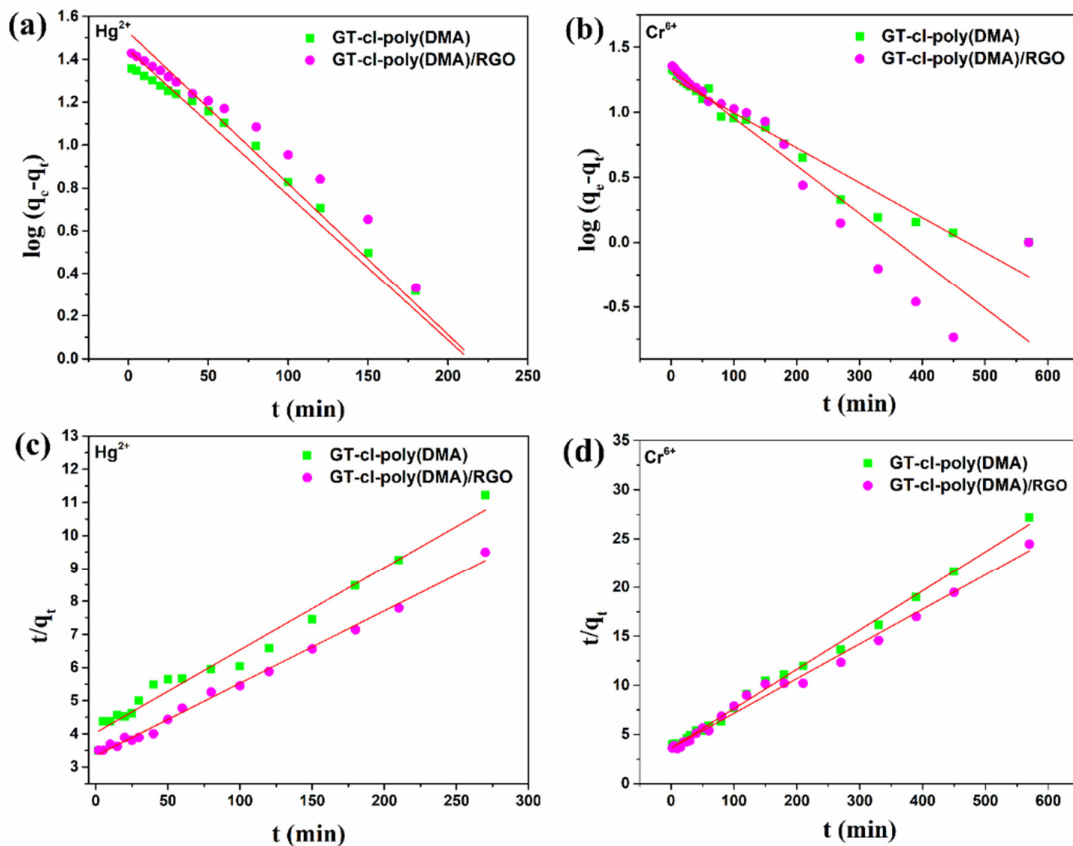 (a)
Hg2+
GT-cl-poly(DMA)
GT-cl-poly(DMA)/RGO
1.6
1.4
1.2
1.0
0.8
0.6
0.4
0.2
0.0
log (qe-qt)
0 50 100 150 200 250
t (min)
(b)
Cr6+
GT-cl-poly(DMA)
GT-cl-poly(DMA)/RGO
1.5
1.0
0.5
0.0
-0.5
log (qe-qt)
0 100 200 300 400 500 600
t (min)
(c)
Hg2+
GT-cl-poly(DMA)
GT-cl-poly(DMA)/RGO
13
12
11
10
9
8
7
6
5
4
3
t/qt
0 50 100 150 200 250 300
t (min)
(d)
Cr6+
GT-cl-poly(DMA)
GT-cl-poly(DMA)/RGO
35
30
25
20
15
10
5
0
t/qt
0 100 200 300 400 500 600
t (min)